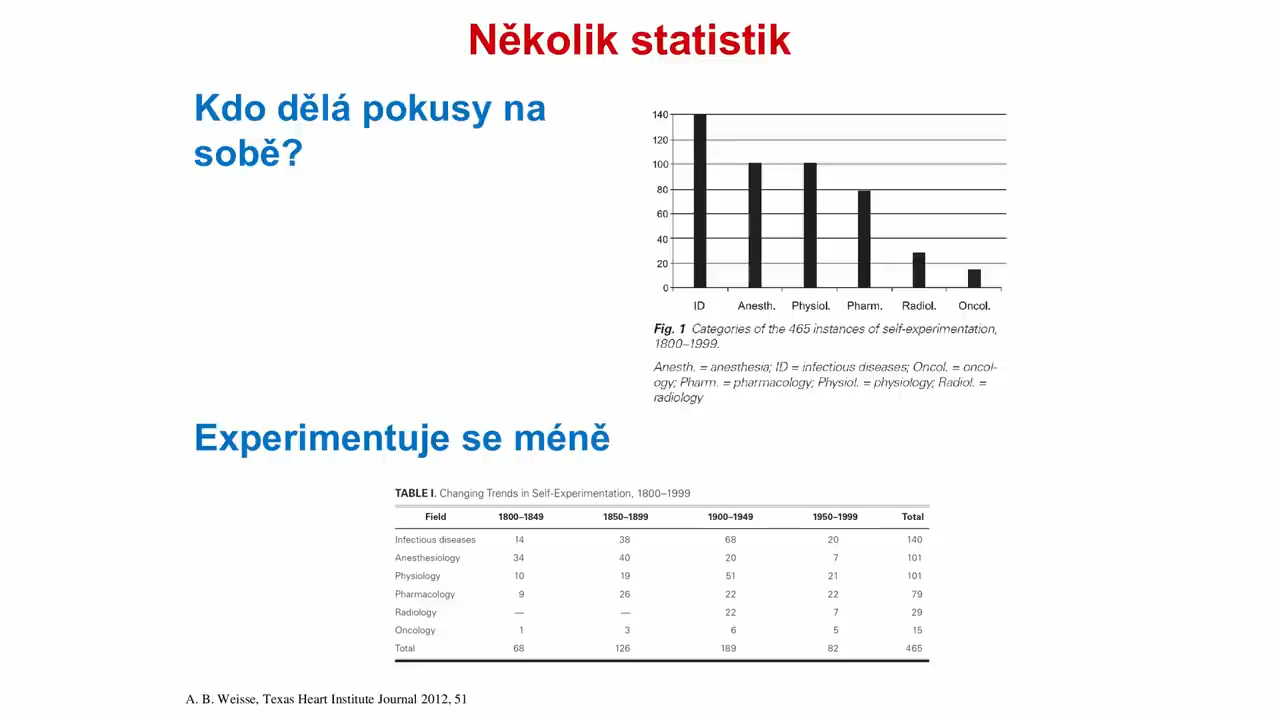 Několik statistik
Kdo dělá pokusy na
sobě?
140
120
100
80
60
40
20
0
ID Anesth. Physiol. Pharm. Radiol. Oncol.
Fig. 1 Categories of the 465 instances of self-experimentation,
1800–1999.
Anesth. = anesthesia; ID = infectious diseases; Oncol. = oncol-
ogy; Pharm. = pharmacology; Physiol. = physiology; Radiol. =
radiology
Experimentuje se méně
TABLE I. Changing Trends in Self-Experimentation, 1800–1999
Field 1800–1849 1850–1899 1900–1949 1950–1999 Total
Infectious diseases 14 38 68 20 140
Anesthesiology 34 40 20 7 101
Physiology 10 19 51 21 101
Pharmacology 9 26 22 22 79
Radiology — — 22 7 29
Oncology 1 3 6 5 15
Total 68 126 189 82 465
A. B. Weisse, Texas Heart Institute Journal 2012, 51